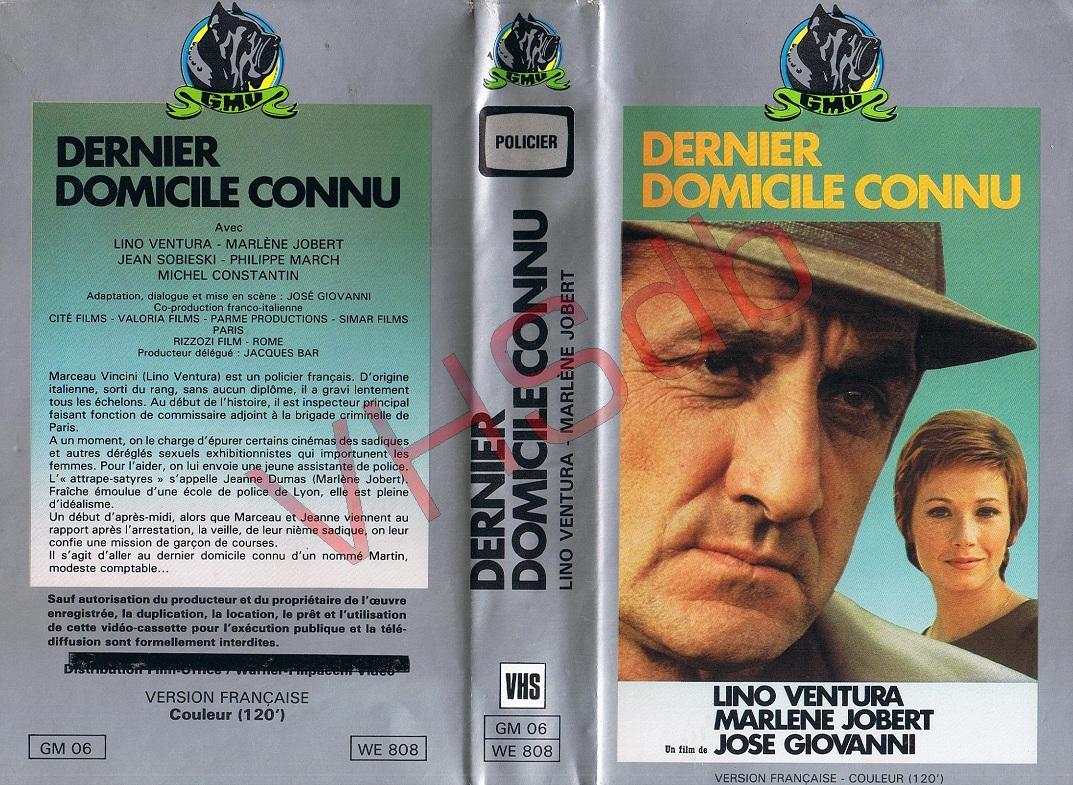 GMV
DERNIER
DOMICILE CONNU
Avec
LINO VENTURA - MARLÈNE JOBERT
JEAN SOBIESKI - PHILIPPE MARCH
MICHEL CONSTANTIN
Adaptation, dialogue et mise en scène : JOSÉ GIOVANNI
Co-production franco-italienne
CITÉ FILMS - VALORIA FILMS - PARME PRODUCTIONS - SIMAR FILMS
PARIS
RIZZOZI FILM - ROME
Producteur délégué : JACQUES BAR
Marceau Vincini (Lino Ventura) est un policier français. D'origine
italienne, sorti du rang, sans aucun diplôme, il a gravi lentement
tous les échelons. Au début de l'histoire, il est inspecteur principal
faisant fonction de commissaire adjoint à la brigade criminelle de
Paris.
A un moment, on le charge d'épurer certains cinémas des sadiques
et autres déréglés sexuels exhibitionnistes qui importunent les
femmes. Pour l'aider, on lui envoie une jeune assistante de police.
L'« attrape-satyres » s'appelle Jeanne Dumas (Marlène Jobert).
Fraîche émoulue d'une école de police de Lyon, elle est pleine
d'idéalisme.
Un début d'après-midi, alors que Marceau et Jeanne viennent au
rapport après l'arrestation, la veille, de leur nième sadique, on leur
confie une mission de garçon de courses.
Il s'agit d'aller au dernier domicile connu d'un nommé Martin,
modeste comptable...
Sauf autorisation du producteur et du propriétaire de l'œuvre
enregistrée, la duplication, la location, le prêt et l'utilisation
de cette vidéo-cassette pour l'exécution publique et la télé-
diffusion sont formellement interdites.
Distribution Film-Office / Warner-Filipacchi Vidéo
VERSION FRANÇAISE
Couleur (120')
GM 06
WE 808
GMV
POLICIER
DERNIER
DOMICILE CONNU
LINO VENTURA - MARLÈNE JOBERT
VHS
GM 06
WE 808
GMV
DERNIER
DOMICILE CONNU
LINO VENTURA
MARLENE JOBERT
Un film de JOSE GIOVANNI
VERSION FRANÇAISE - COULEUR (120')
VHSdb